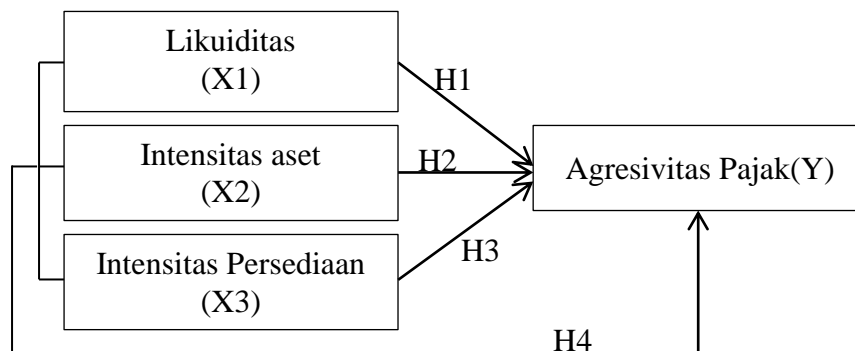 Likuiditas
(X1)
H1
Intensitas aset
(X2)
H2
Agresivitas Pajak(Y)
Intensitas Persediaan
(X3)
H3
H4